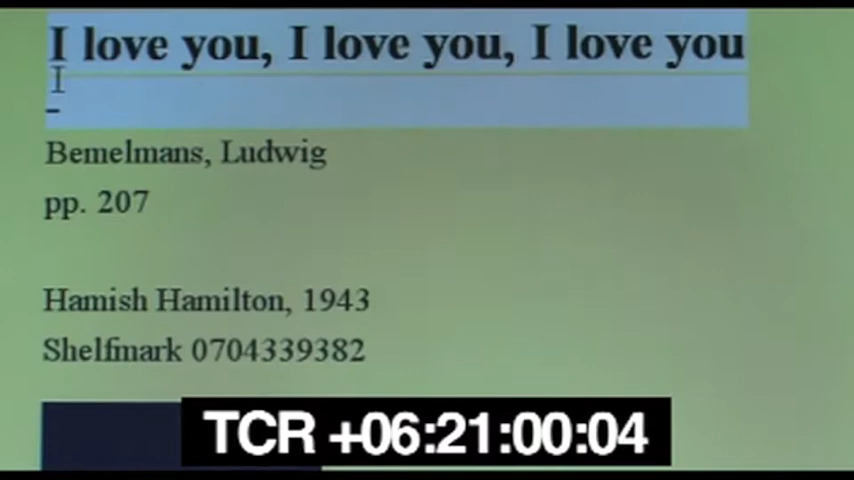 I love you, I love you, I love you
-
Bemelmans, Ludwig
pp. 207
Hamish Hamilton, 1943
Shelfmark 0704339382
TCR +06:21:00:04